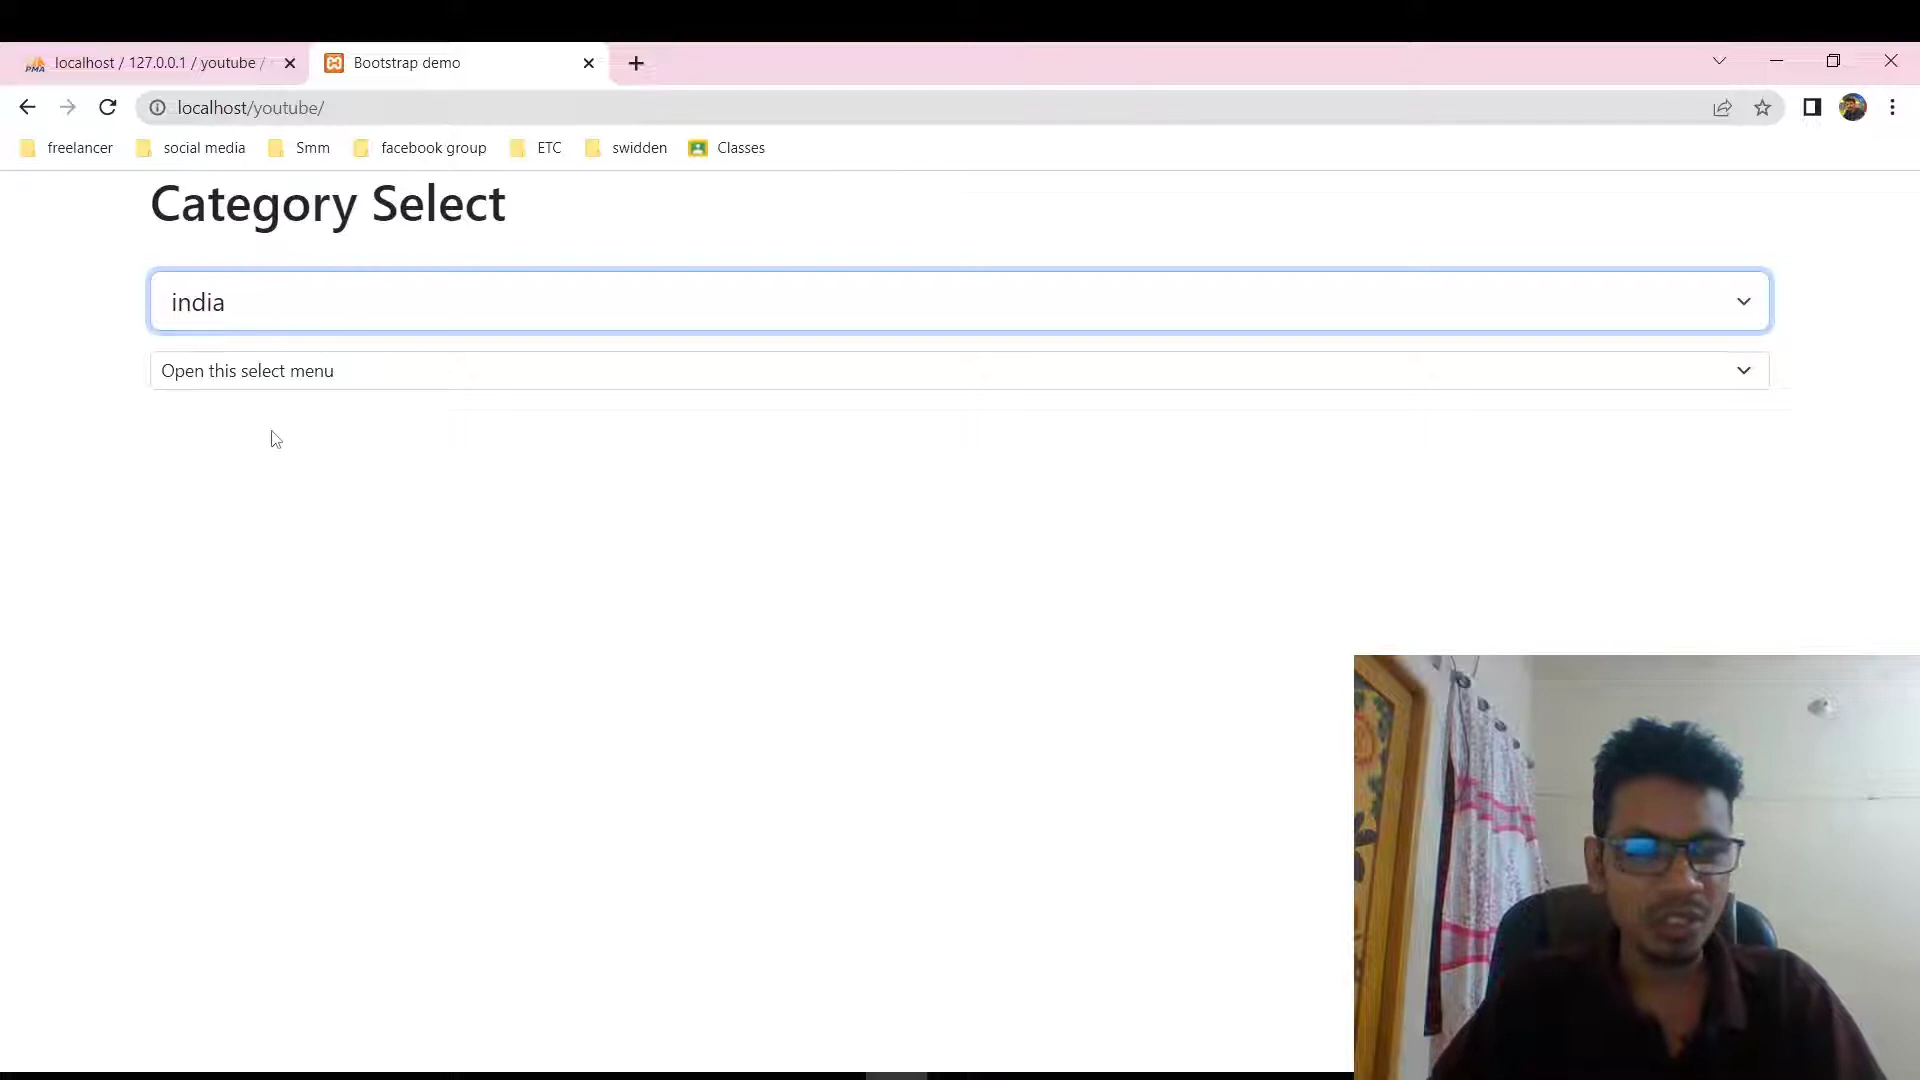 localhost / 127.0.0.1 / youtube /
Bootstrap demo
localhost/youtube/
freelancer
social media
Smm
facebook group
ETC
swidden
Classes
Category Select
india
Open this select menu